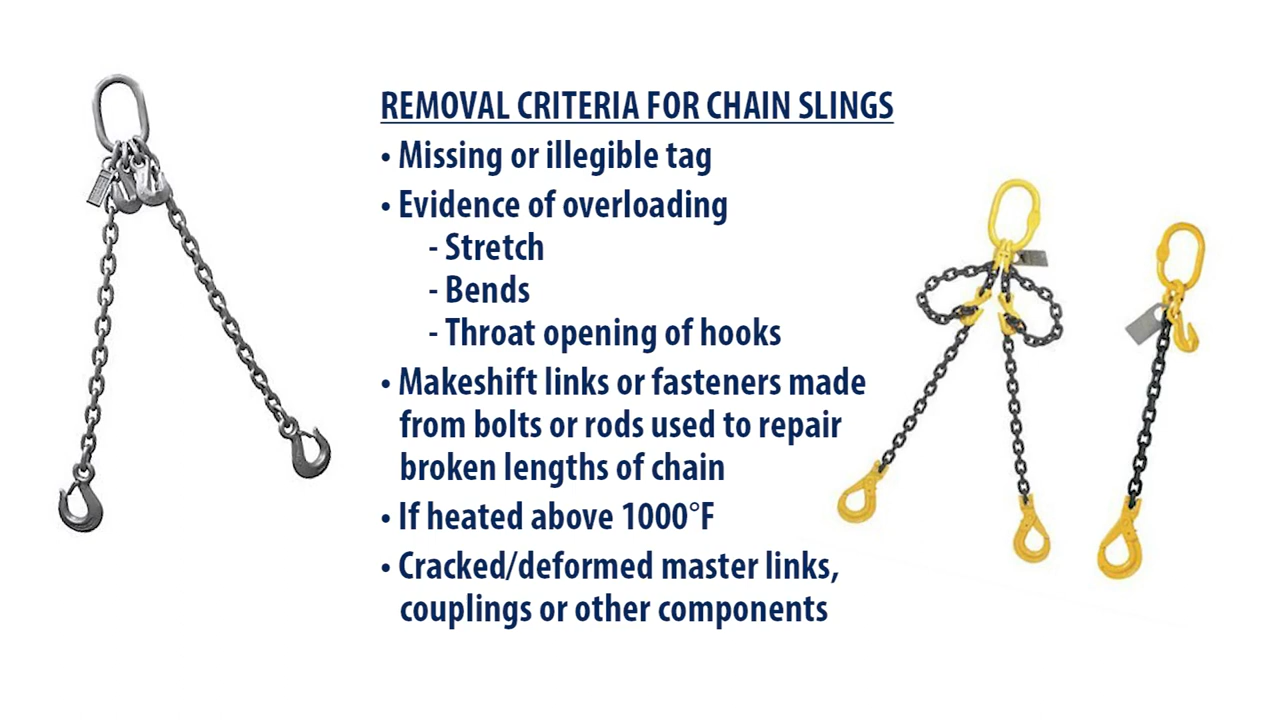 REMOVAL CRITERIA FOR CHAIN SLINGS
• Missing or illegible tag
• Evidence of overloading
- Stretch
- Bends
- Throat opening of hooks
• Makeshift links or fasteners made
from bolts or rods used to repair
broken lengths of chain
• If heated above 1000°F
• Cracked/deformed master links,
couplings or other components